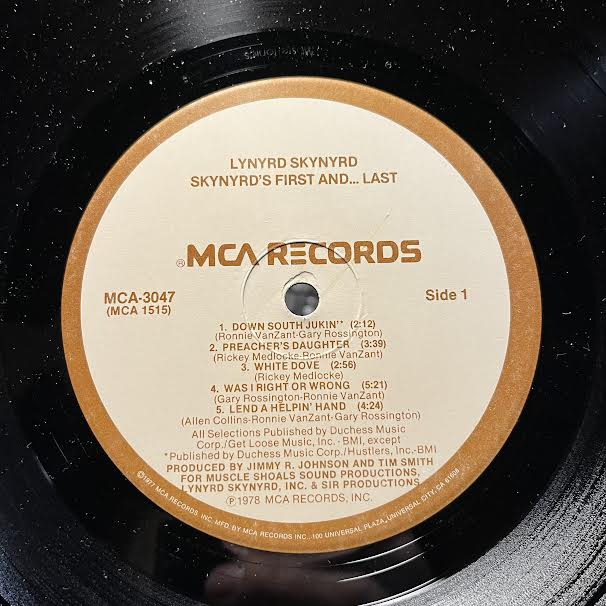 LYNYRD SKYNYRD
SKYNYRD'S FIRST AND... LAST
®MCA RECORDS
MCA-3047
(MCA 1515)
Side 1
1. DOWN SOUTH JUKIN'* (2:12)
(Ronnie VanZant-Gary Rossington)
2. PREACHER'S DAUGHTER (3:39)
(Rickey Medlocke-Ronnie VanZant)
3. WHITE DOVE (2:56)
(Rickey Medlocke)
4. WAS I RIGHT OR WRONG (5:21)
(Gary Rossington-Ronnie VanZant)
5. LEND A HELPIN' HAND (4:24)
(Allen Collins-Ronnie VanZant-Gary Rossington)
All Selections Published by Duchess Music
Corp./Get Loose Music, Inc.-BMI, except
*Published by Duchess Music Corp./Hustlers, Inc.-BMI
PRODUCED BY JIMMY R. JOHNSON AND TIM SMITH
FOR MUSCLE SHOALS SOUND PRODUCTIONS,
LYNYRD SKYNYRD, INC. & SIR PRODUCTIONS
℗1978 MCA RECORDS, INC.
©1977 MCA RECORDS, INC. MFD. BY MCA RECORDS INC., 100 UNIVERSAL PLAZA, UNIVERSAL CITY, CA 91608